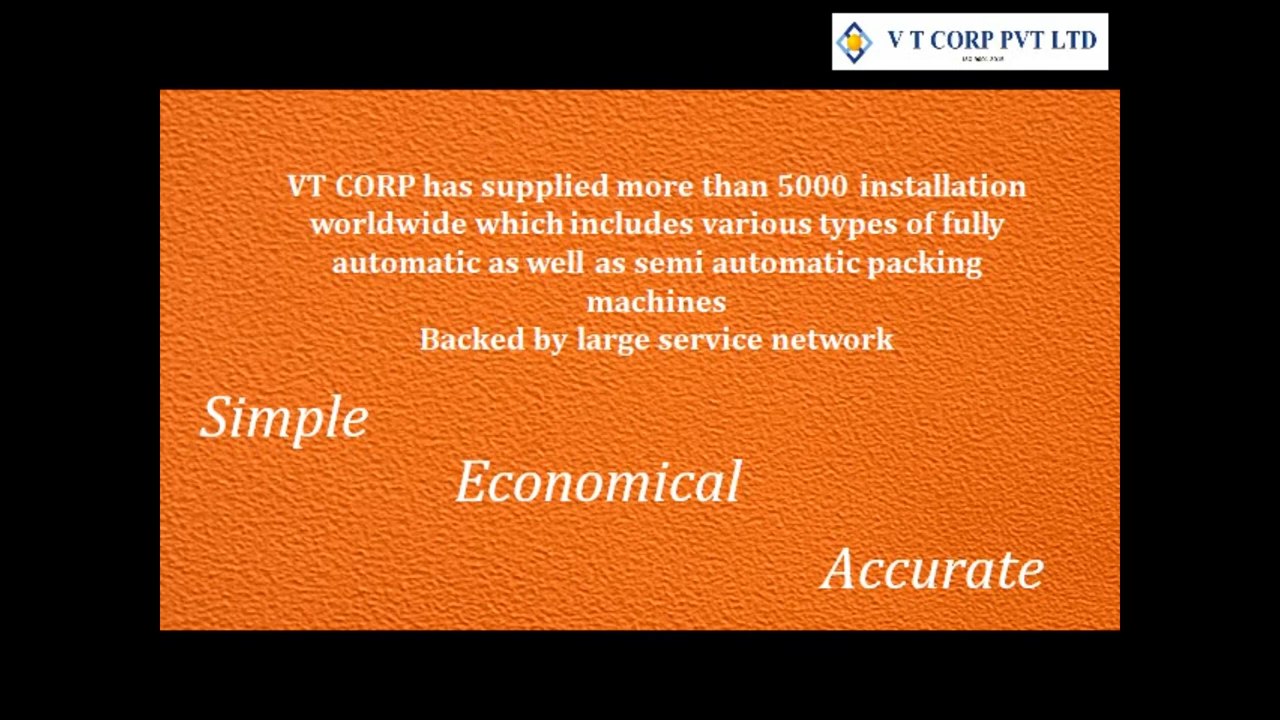 V T CORP PVT LTD
VT CORP has supplied more than 5000 installation
worldwide which includes various types of fully
automatic as well as semi automatic packing
machines
Backed by large service network
Simple
Economical
Accurate